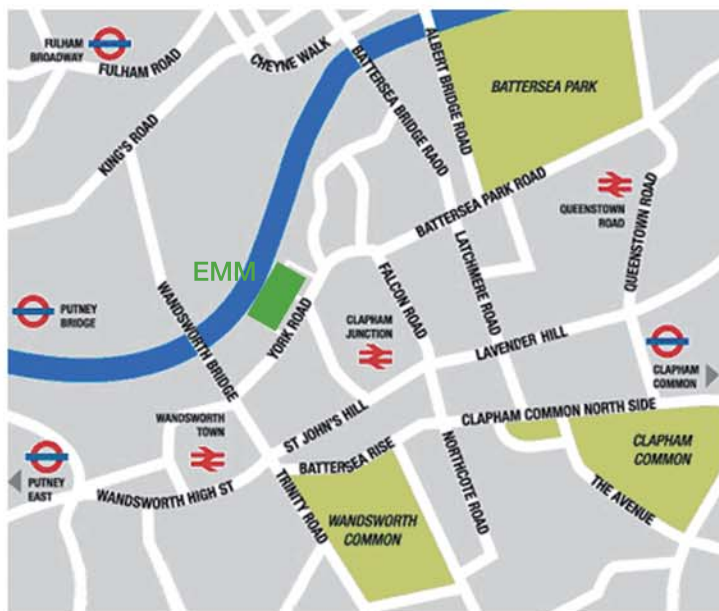 FULHAM
BROADWAY
FULHAM ROAD
CHEYNE WALK
BATTERSEA BRIDGE RAOD
ALBERT BRIDGE ROAD
BATTERSEA PARK
KING'S ROAD
BATTERSEA PARK ROAD
QUEENSTOWN
ROAD
QUEENSTOWN ROAD
EMM
PUTNEY
BRIDGE
WANDSWORTH BRIDGE
YORK ROAD
CLAPHAM
JUNCTION
FALCON ROAD
LATCHMERE ROAD
LAVENDER HILL
CLAPHAM
COMMON
WANDSWORTH
TOWN
ST JOHN'S HILL
CLAPHAM COMMON NORTH SIDE
PUTNEY
EAST
WANDSWORTH HIGH ST
BATTERSEA RISE
TRINITY ROAD
NORTHCOTE ROAD
CLAPHAM
COMMON
THE AVENUE
WANDSWORTH
COMMON